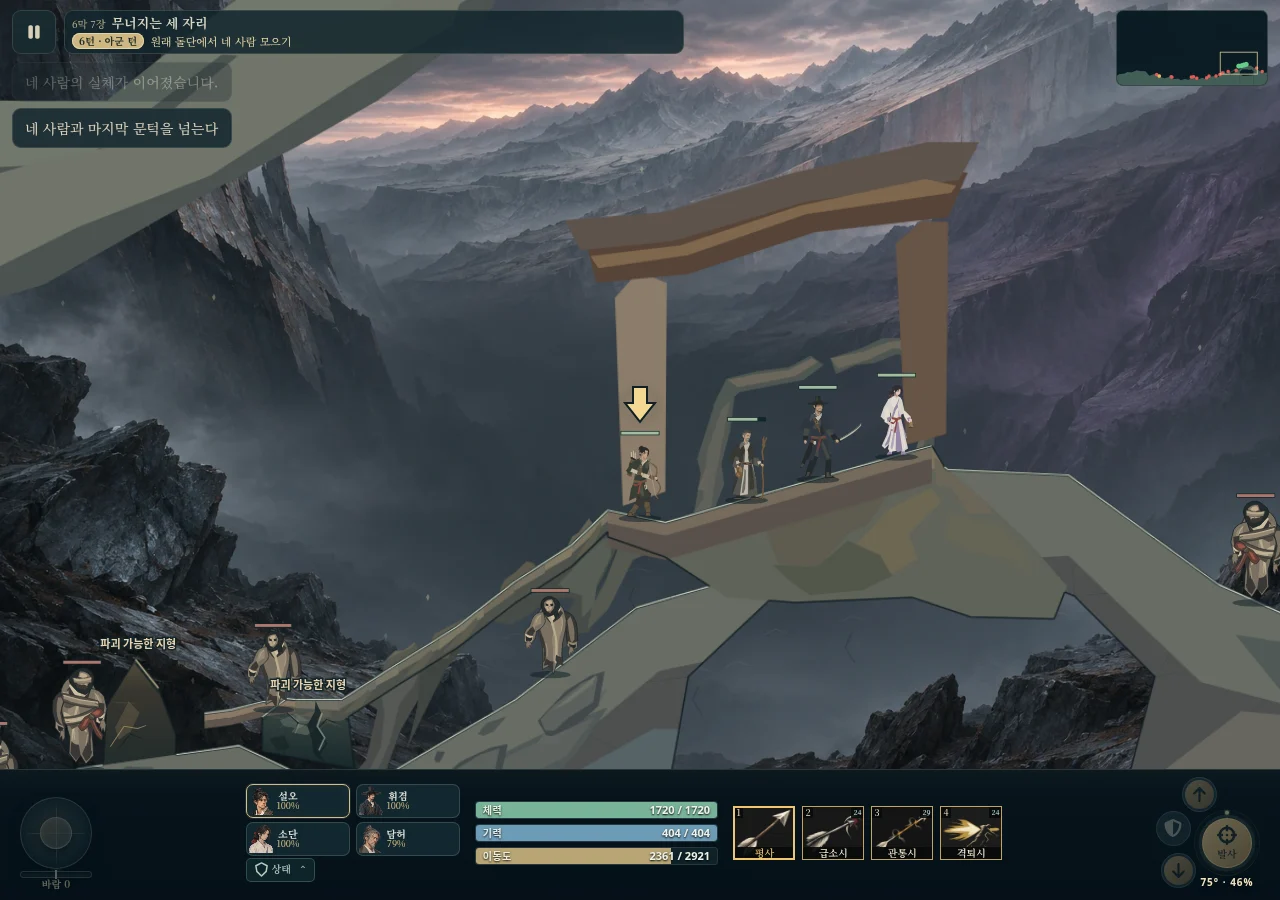 6막 7장 무너지는 세 자리
6턴 · 아군 턴 원래 돌단에서 네 사람 모으기
네 사람의 실체가 이어졌습니다.
네 사람과 마지막 문턱을 넘는다
파괴 가능한 지형
파괴 가능한 지형
설오
100%
휘겸
100%
소단
100%
담허
79%
상태
체력 1720 / 1720
기력 404 / 404
이동도 2361 / 2921
1
평사
2 24
급소시
3 29
관통시
4 24
격퇴시
바람 0
발사
75° · 46%